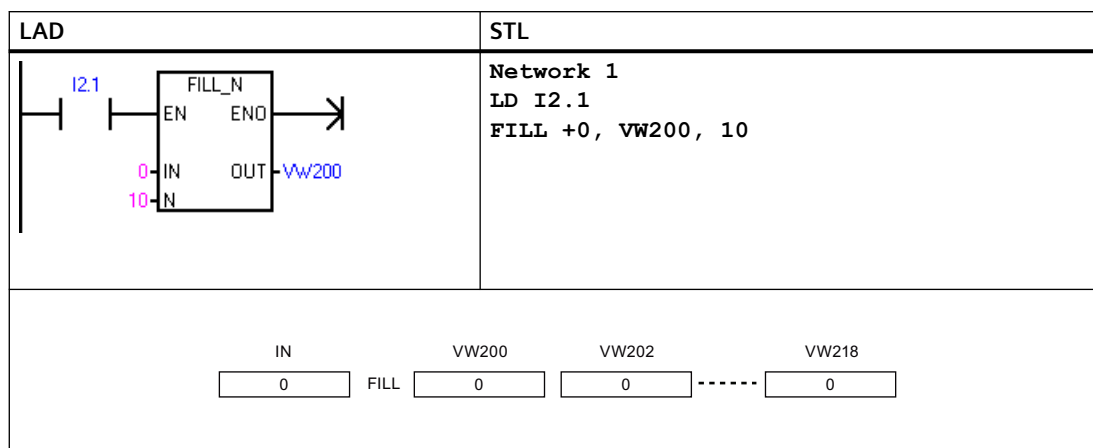 LAD
STL
I2.1
FILL_N
EN
ENO
0
IN
OUT
VW200
10
N
Network 1
LD I2.1
FILL +0, VW200, 10
IN
VW200
VW202
VW218
0
FILL
0
0
0